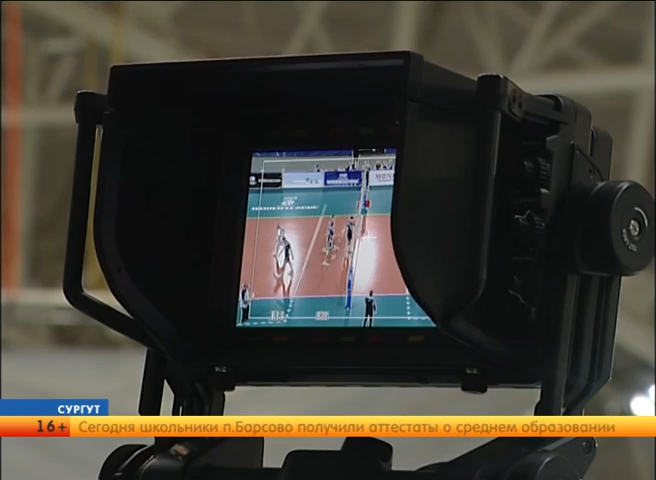 СУРГУТ
16+ Сегодня школьники п.Барсово получили аттестаты о среднем образовании